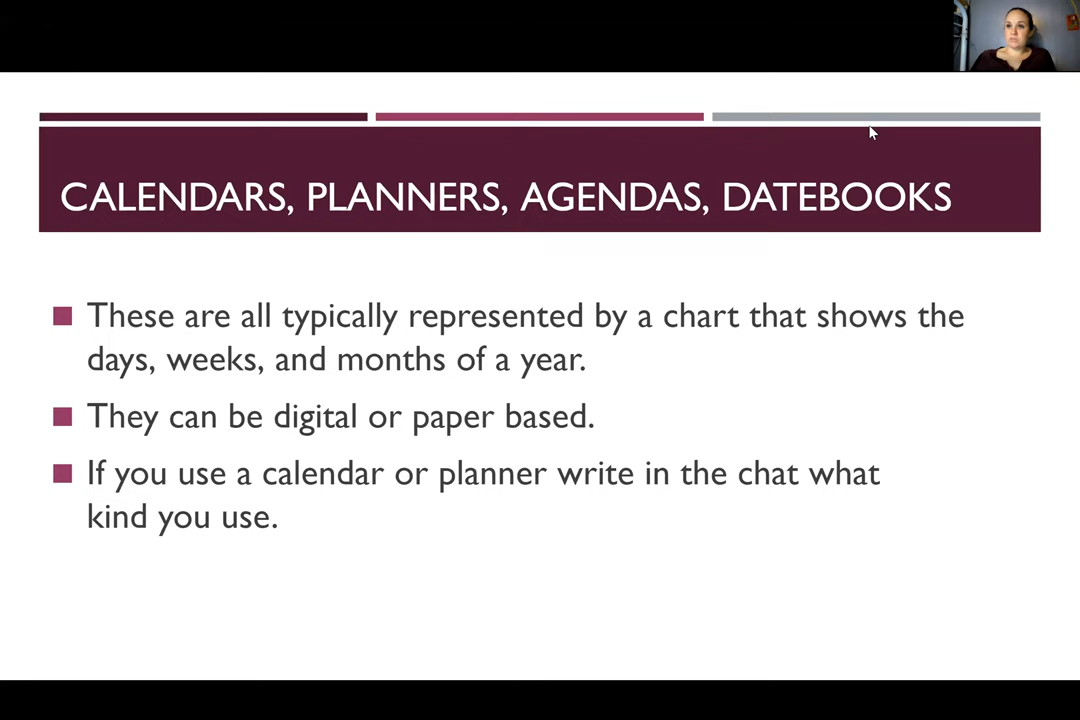 CALENDARS, PLANNERS, AGENDAS, DATEBOOKS
These are all typically represented by a chart that shows the
days, weeks, and months of a year.
They can be digital or paper based.
If you use a calendar or planner write in the chat what
kind you use.